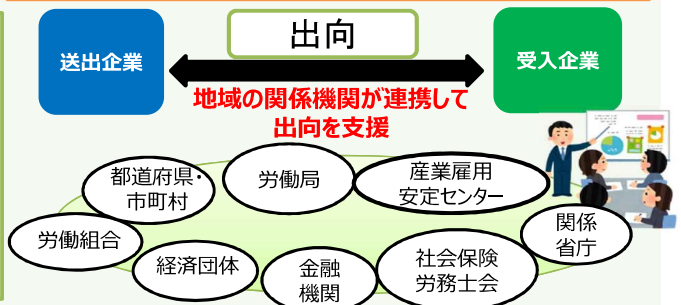 出向
送出企業
受入企業
地域の関係機関が連携して
出向を支援
都道府県・
市町村
労働局
産業雇用
安定センター
労働組合
経済団体
金融
機関
社会保険
労務士会
関係
省庁